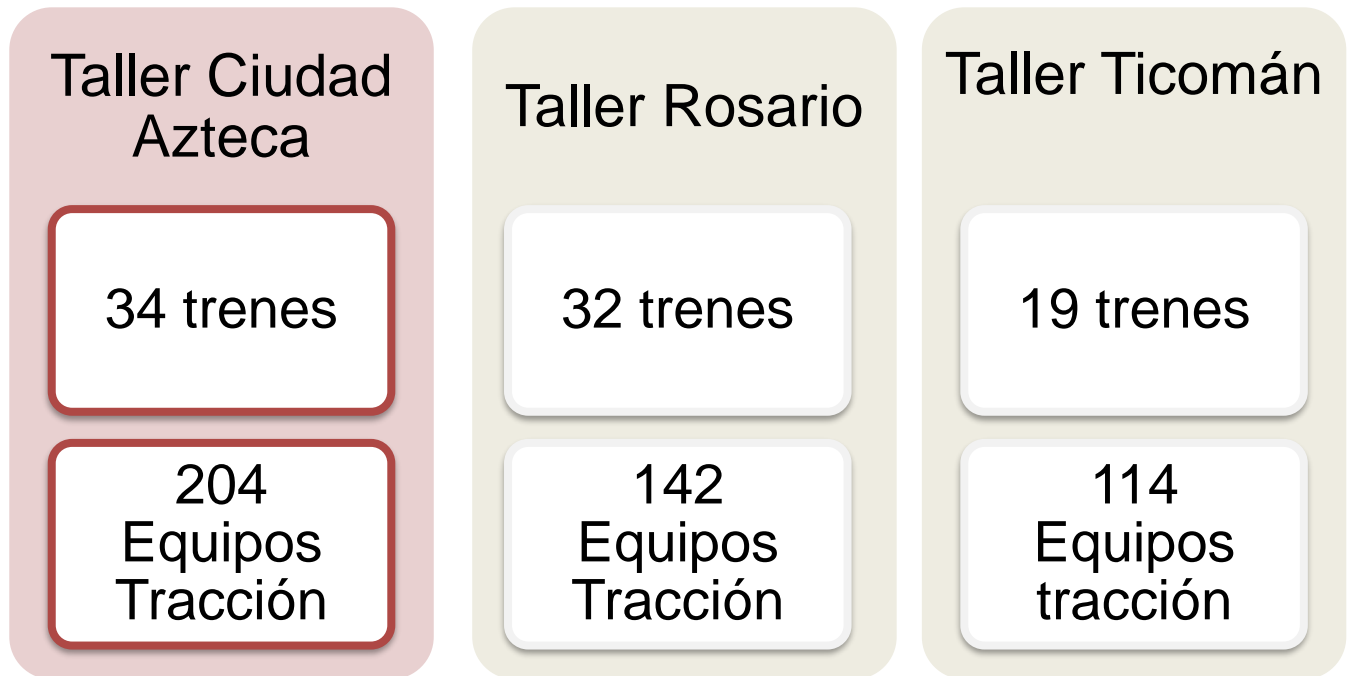 Taller Ciudad
Azteca
34 trenes
204
Equipos
Tracción
Taller Rosario
32 trenes
142
Equipos
Tracción
Taller Ticomán
19 trenes
114
Equipos
tracción